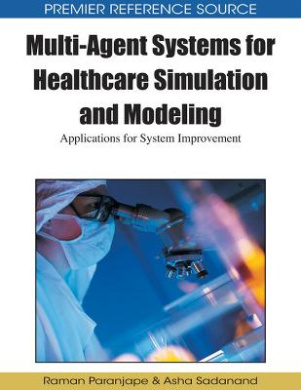 PREMIER REFERENCE SOURCE
Multi-Agent Systems for
Healthcare Simulation
and Modeling
Applications for System Improvement
Raman Paranjape & Asha Sadanand